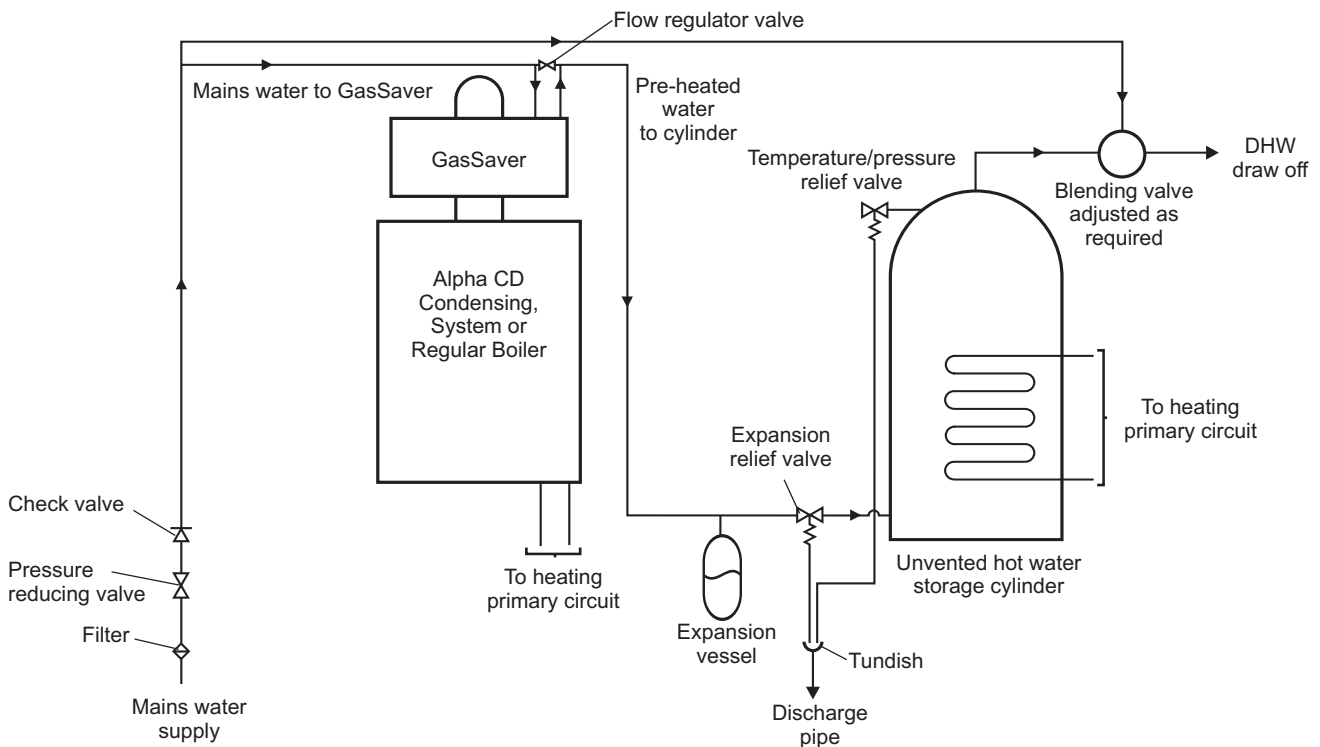 Flow regulator valve
Mains water to GasSaver
Pre-heated
water
to cylinder
GasSaver
Temperature/pressure
relief valve
DHW
draw off
Blending valve
adjusted as
required
Alpha CD
Condensing,
System or
Regular Boiler
To heating
primary circuit
Expansion
relief valve
Check valve
Pressure
reducing valve
Filter
Mains water
supply
To heating
primary circuit
Expansion
vessel
Unvented hot water
storage cylinder
Tundish
Discharge
pipe